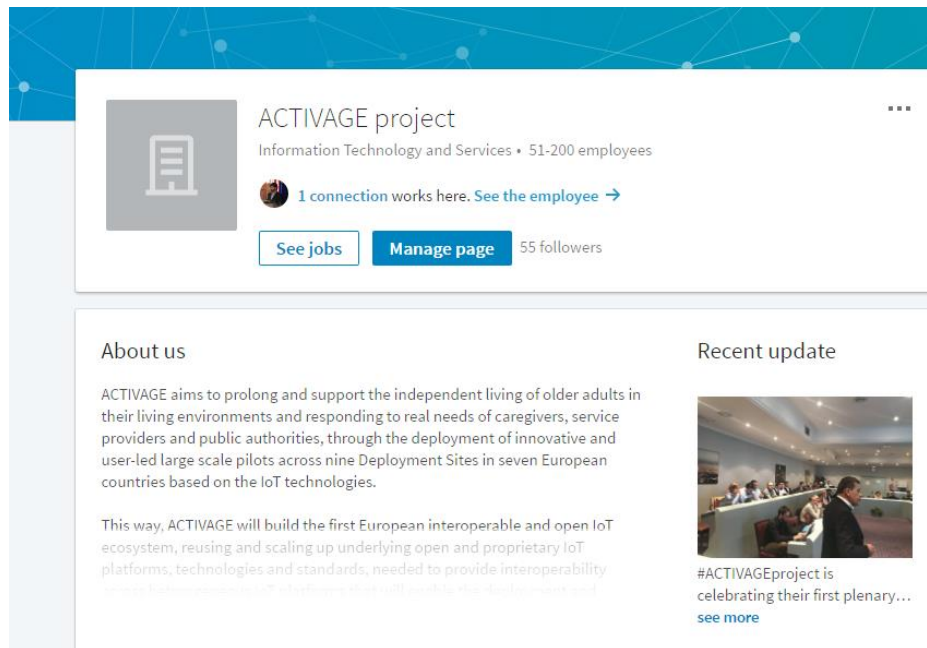 ACTIVAGE project
Information Technology and Services • 51-200 employees
1 connection works here. See the employee →
See jobs
Manage page
55 followers
About us
ACTIVAGE aims to prolong and support the independent living of older adults in
their living environments and responding to real needs of caregivers, service
providers and public authorities, through the deployment of innovative and
user-led large scale pilots across nine Deployment Sites in seven European
countries based on the IoT technologies.
This way, ACTIVAGE will build the first European interoperable and open IoT
ecosystem, reusing and scaling up underlying open and proprietary IoT
platforms, technologies and standards, needed to provide interoperability
Recent update
#ACTIVAGEproject is
celebrating their first plenary…
see more